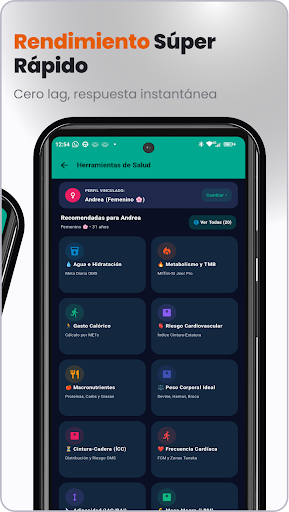 Rendimiento Súper
Rápido
Cero lag, respuesta instantánea
12:54
Herramientas de Salud
PERFIL VINCULADO:
Andrea (Femenino 🌸)
Cambiar >
Recomendadas para Andrea
Femenino 🌸 - 31 años
Ver Todas (20)
💧 Agua e Hidratación
Meta Diaria OMS
🔥 Metabolismo y TMB
Mifflin-St Jeor Pro
🏃 Gasto Calórico
Cálculo por METs
🫀 Riesgo Cardiovascular
Índice Cintura-Estatura
🍎 Macronutrientes
Proteínas, Carbs y Grasas
⚖️ Peso Corporal Ideal
Devine, Hamwi, Broca
⏳ Cintura-Cadera (ICC)
Distribución y Riesgo OMS
❤️ Frecuencia Cardíaca
FCM y Zonas Tanaka